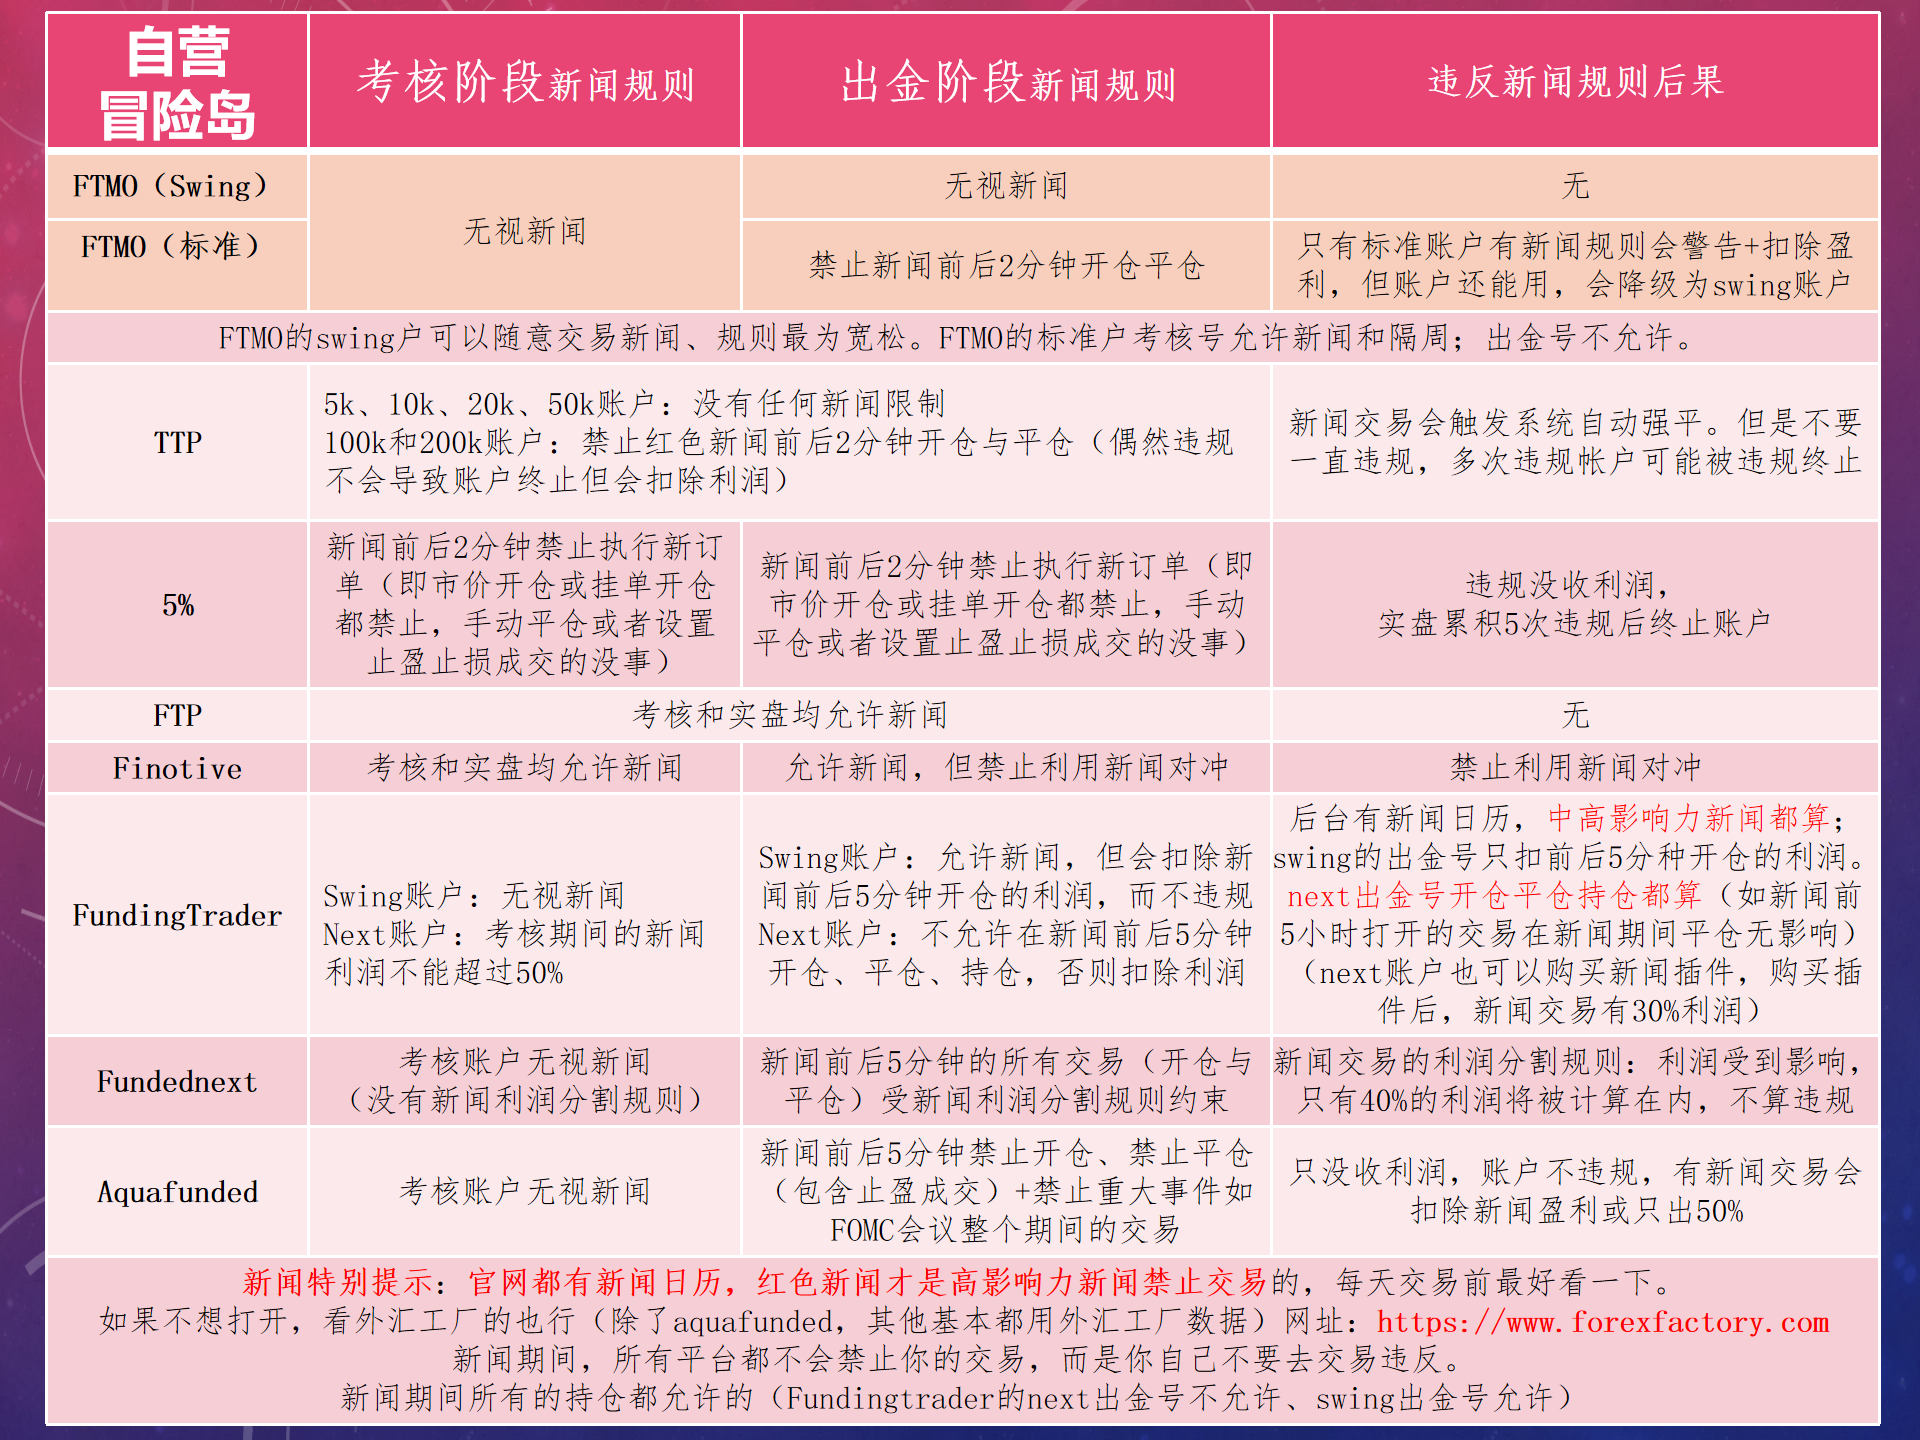 自营
冒险岛
考核阶段新闻规则
出金阶段新闻规则
违反新闻规则后果
FTMO（Swing）
无视新闻
无视新闻
无
FTMO（标准）
禁止新闻前后2分钟开仓平仓
只有标准账户有新闻规则会警告+扣除盈
利，但账户还能用，会降级为swing账户
FTMO的swing户可以随意交易新闻、规则最为宽松。FTMO的标准户考核号允许新闻和隔周；出金号不允许。
TTP
5k、10k、20k、50k账户：没有任何新闻限制
100k和200k账户：禁止红色新闻前后2分钟开仓与平仓（偶然违规
不会导致账户终止但会扣除利润）
新闻交易会触发系统自动强平。但是不要
一直违规，多次违规帐户可能被违规终止
5%
新闻前后2分钟禁止执行新订
单（即市价开仓或挂单开仓
都禁止，手动平仓或者设置
止盈止损成交的没事）
新闻前后2分钟禁止执行新订单（即
市价开仓或挂单开仓都禁止，手动
平仓或者设置止盈止损成交的没事）
违规没收利润，
实盘累积5次违规后终止账户
FTP
考核和实盘均允许新闻
无
Finotive
考核和实盘均允许新闻
允许新闻，但禁止利用新闻对冲
禁止利用新闻对冲
FundingTrader
Swing账户：无视新闻
Next账户：考核期间的新闻
利润不能超过50%
Swing账户：允许新闻，但会扣除新
闻前后5分钟开仓的利润，而不违规
Next账户：不允许在新闻前后5分钟
开仓、平仓、持仓，否则扣除利润
后台有新闻日历，中高影响力新闻都算；
swing的出金号只扣前后5分种开仓的利润。
next出金号开仓平仓持仓都算（如新闻前
5小时打开的交易在新闻期间平仓无影响）
（next账户也可以购买新闻插件，购买插
件后，新闻交易有30%利润）
Fundednext
考核账户无视新闻
（没有新闻利润分割规则）
新闻前后5分钟的所有交易（开仓与
平仓）受新闻利润分割规则约束
新闻交易的利润分割规则：利润受到影响，
只有40%的利润将被计算在内，不算违规
Aquafunded
考核账户无视新闻
新闻前后5分钟禁止开仓、禁止平仓
（包含止盈成交）+禁止重大事件如
FOMC会议整个期间的交易
只没收利润，账户不违规，有新闻交易会
扣除新闻盈利或只出50%
新闻特别提示：官网都有新闻日历，红色新闻才是高影响力新闻禁止交易的，每天交易前最好看一下。
如果不想打开，看外汇工厂的也行（除了aquafunded，其他基本都用外汇工厂数据）网址：https://www.forexfactory.com
新闻期间，所有平台都不会禁止你的交易，而是你自己不要去交易违反。
新闻期间所有的持仓都允许的（Fundingtrader的next出金号不允许、swing出金号允许）